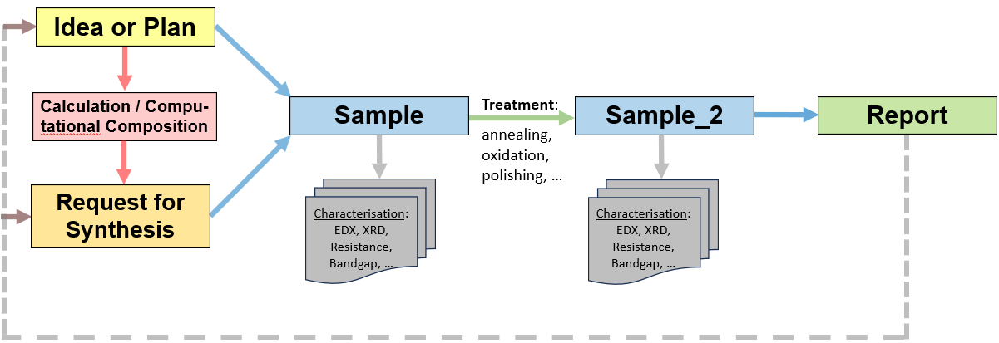 Idea or Plan
Calculation / Compu-
tational Composition
Request for
Synthesis
Sample
Treatment:
annealing,
oxidation,
polishing, …
Sample_2
Report
Characterisation:
EDX, XRD,
Resistance,
Bandgap, …
Characterisation:
EDX, XRD,
Resistance,
Bandgap, …